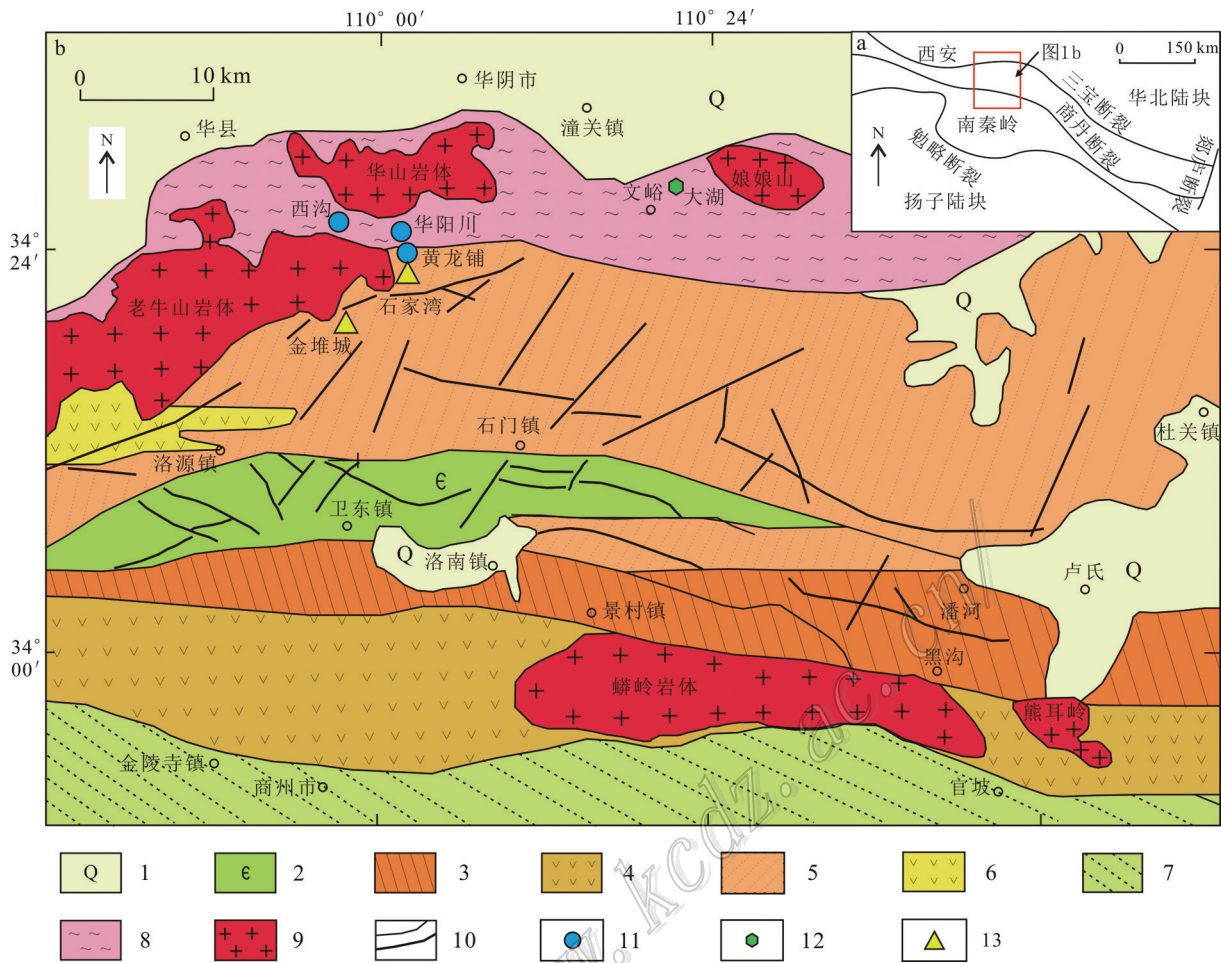 110° 00′
110° 24′
b
0
10 km
N
华县
华阴市
Q
潼关镇
华山岩体
娘娘山
文峪
大湖
西沟
华阳川
黄龙铺
34°
24′
老牛山岩体
石家湾
金堆城
Q
石门镇
杜关镇
洛源镇
Є
卫东镇
Q
洛南镇
卢氏
Q
景村镇
潘河
34°
00′
黑沟
蟒岭岩体
熊耳岭
金陵寺镇
商州市
官坡
a
0
150 km
西安
图1b
三宝断裂
华北陆块
南秦岭
商丹断裂
N
勉略断裂
郯庐断裂
扬子陆块
Q 1
Є 2
3
4
5
6
7
8
9
10
11
12
13
w.kcdz.ac.cn/